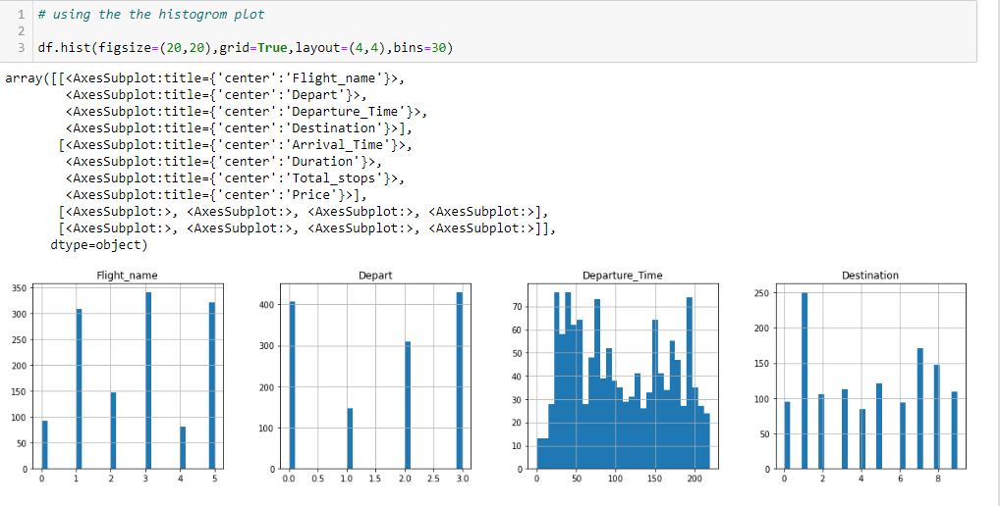 1 # using the the histogrom plot
2
3 df.hist(figsize=(20,20),grid=True,layout=(4,4),bins=30)
array([[<AxesSubplot:title={'center':'Flight_name'}>,
<AxesSubplot:title={'center':'Depart'}>,
<AxesSubplot:title={'center':'Departure_Time'}>,
<AxesSubplot:title={'center':'Destination'}>],
[<AxesSubplot:title={'center':'Arrival_Time'}>,
<AxesSubplot:title={'center':'Duration'}>,
<AxesSubplot:title={'center':'Total_stops'}>,
<AxesSubplot:title={'center':'Price'}>],
[<AxesSubplot:>, <AxesSubplot:>, <AxesSubplot:>, <AxesSubplot:>],
[<AxesSubplot:>, <AxesSubplot:>, <AxesSubplot:>, <AxesSubplot:>]],
dtype=object)
Flight_name
350
300
250
200
150
100
50
0
0 1 2 3 4 5
Depart
400
300
200
100
0
0.0 0.5 1.0 1.5 2.0 2.5 3.0
Departure_Time
70
60
50
40
30
20
10
0
0 50 100 150 200
Destination
250
200
150
100
50
0
0 2 4 6 8